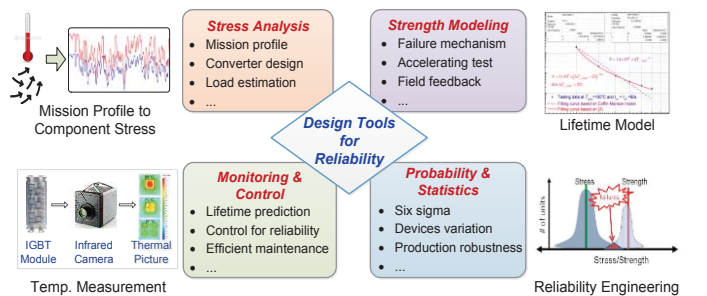 Mission Profile to
Component Stress
Stress Analysis
• Mission profile
• Converter design
• Load estimation
• ...
Strength Modeling
• Failure mechanism
• Accelerating test
• Field feedback
• ...
Lifetime Model
Design Tools
for
Reliability
IGBT
Module
Infrared
Camera
Thermal
Picture
Temp. Measurement
Monitoring &
Control
• Lifetime prediction
• Control for reliability
• Efficient maintenance
• ...
Probability &
Statistics
• Six sigma
• Devices variation
• Production robustness
• ...
# of units
Stress
Strength
Failures
Stress/Strength
Reliability Engineering